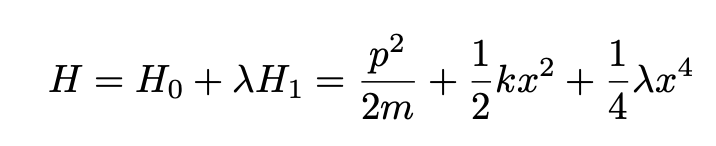 H = H₀ + λH₁ = p²/2m + 1/2 kx² + 1/4 λx⁴